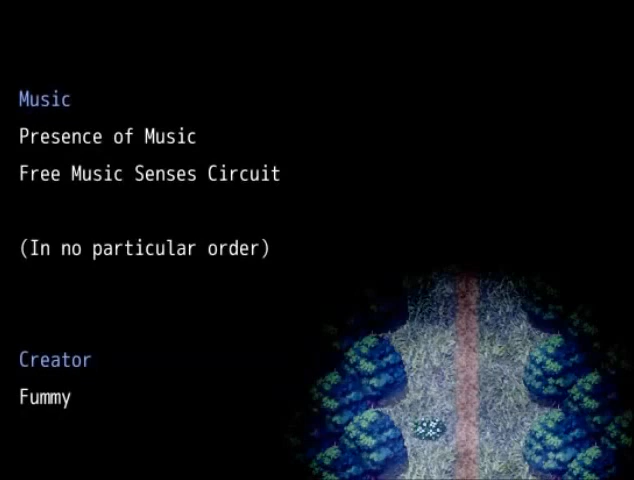 Music
Presence of Music
Free Music Senses Circuit
(In no particular order)
Creator
Fummy